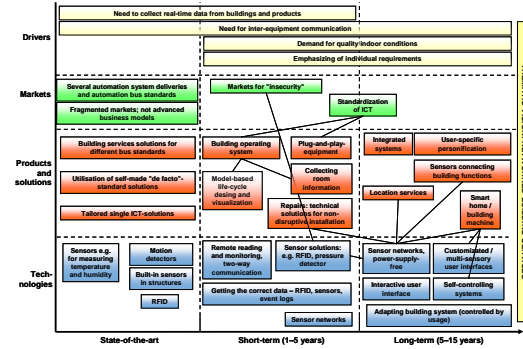 Need to collect real-time data from buildings and products
Need for inter-equipment communication
Drivers
Demand for quality indoor conditions
Emphasizing of individual requirements
Markets
Several automation system deliveries
and automation bus standards
Fragmented markets; not advanced
business models
Markets for "insecurity"
Standardization
of ICT
Products
and
solutions
Building services solutions for
different bus standards
Utilisation of self-made "de facto"-
standard solutions
Tailored single ICT-solutions
Building operating
system
Plug-and-play-
equipment
Model-based
life-cycle
desing and
visualization
Collecting
room
information
Repairs: technical
solutions for non-
disruptive installation
Integrated
systems
User-specific
personification
Sensors connecting
building functions
Location services
Smart
home /
building
machine
Tech-
nologies
Sensors e.g.
for measuring
temperature
and humidity
Motion
detectors
Built-in sensors
in structures
RFID
Remote reading
and monitoring,
two-way
communication
Sensor solutions:
e.g. RFID, pressure
detector
Getting the correct data – RFID, sensors,
event logs
Sensor networks
Sensor networks,
power-supply-
free
Customizated /
multi-sensory
user interfaces
Interactive user
interface
Self-controlling
systems
Adapting building system (controlled by
usage)
State-of-the-art
Short-term (1–5 years)
Long-term (5–15 years)